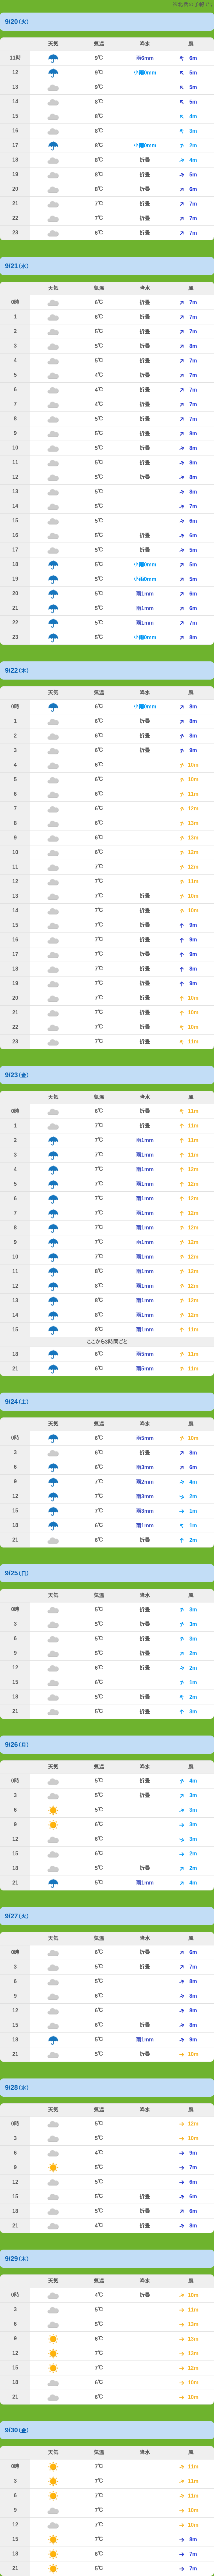 9/20(火)
天気 気温 降水 風
11時 9℃ 雨6mm 6m
12 9℃ 小雨0mm 5m
13 9℃ 5m
14 8℃ 5m
15 8℃ 4m
16 8℃ 3m
17 8℃ 小雨0mm 2m
18 8℃ 折畳 4m
19 8℃ 折畳 5m
20 8℃ 折畳 6m
21 7℃ 折畳 7m
22 7℃ 折畳 7m
23 6℃ 折畳 7m
9/21(水)
天気 気温 降水 風
0時 6℃ 折畳 7m
1 6℃ 折畳 7m
2 5℃ 折畳 7m
3 5℃ 折畳 8m
4 5℃ 折畳 7m
5 4℃ 折畳 7m
6 4℃ 折畳 7m
7 4℃ 折畳 7m
8 5℃ 折畳 7m
9 5℃ 折畳 8m
10 5℃ 折畳 8m
11 5℃ 折畳 8m
12 5℃ 折畳 8m
13 5℃ 8m
14 5℃ 7m
15 5℃ 6m
16 5℃ 折畳 6m
17 5℃ 折畳 5m
18 5℃ 小雨0mm 5m
19 5℃ 小雨0mm 5m
20 5℃ 雨1mm 6m
21 5℃ 雨1mm 6m
22 5℃ 雨1mm 7m
23 6℃ 小雨0mm 8m
9/22(木)
天気 気温 降水 風
0時 6℃ 小雨0mm 8m
1 6℃ 折畳 8m
2 6℃ 折畳 8m
3 6℃ 折畳 9m
4 6℃ 10m
5 6℃ 10m
6 6℃ 11m
7 6℃ 12m
8 6℃ 13m
9 6℃ 13m
10 6℃ 12m
11 7℃ 12m
12 7℃ 11m
13 7℃ 折畳 10m
14 7℃ 折畳 10m
15 7℃ 折畳 9m
16 7℃ 折畳 9m
17 7℃ 折畳 9m
18 7℃ 折畳 8m
19 7℃ 折畳 9m
20 7℃ 折畳 10m
21 7℃ 折畳 10m
22 7℃ 折畳 10m
23 7℃ 折畳 11m
9/23(金)
天気 気温 降水 風
0時 6℃ 折畳 11m
1 7℃ 折畳 11m
2 7℃ 雨1mm 11m
3 7℃ 雨1mm 11m
4 7℃ 雨1mm 12m
5 7℃ 雨1mm 12m
6 7℃ 雨1mm 12m
7 7℃ 雨1mm 12m
8 7℃ 雨1mm 12m
9 7℃ 雨1mm 12m
10 7℃ 雨1mm 12m
11 8℃ 雨1mm 12m
12 8℃ 雨1mm 12m
13 8℃ 雨1mm 12m
14 8℃ 雨1mm 12m
15 8℃ 雨1mm 11m
ここから3時間ごと
18 8℃ 雨5mm 11m
21 6℃ 雨5mm 11m
9/24(土)
天気 気温 降水 風
0時 6℃ 雨5mm 10m
3 6℃ 折畳 8m
6 6℃ 雨3mm 6m
9 7℃ 雨2mm 4m
12 7℃ 雨3mm 2m
15 7℃ 雨3mm 1m
18 6℃ 雨1mm 1m
21 6℃ 折畳 2m
9/25(日)
天気 気温 降水 風
0時 5℃ 折畳 3m
3 5℃ 折畳 3m
6 5℃ 折畳 3m
9 5℃ 折畳 2m
12 6℃ 折畳 2m
15 6℃ 1m
18 5℃ 折畳 2m
21 5℃ 折畳 3m
9/26(月)
天気 気温 降水 風
0時 5℃ 折畳 4m
3 5℃ 折畳 3m
6 5℃ 3m
9 6℃ 3m
12 6℃ 3m
15 6℃ 2m
18 5℃ 折畳 2m
21 5℃ 雨1mm 4m
9/27(火)
天気 気温 降水 風
0時 6℃ 折畳 6m
3 5℃ 折畳 7m
6 5℃ 8m
9 6℃ 8m
12 6℃ 8m
15 6℃ 折畳 8m
18 5℃ 雨1mm 9m
21 5℃ 折畳 10m
9/28(水)
天気 気温 降水 風
0時 5℃ 12m
3 5℃ 10m
6 4℃ 9m
9 5℃ 7m
12 5℃ 6m
15 5℃ 折畳 6m
18 5℃ 折畳 6m
21 4℃ 折畳 8m
9/29(木)
天気 気温 降水 風
0時 4℃ 折畳 10m
3 5℃ 11m
6 5℃ 13m
9 6℃ 13m
12 7℃ 13m
15 7℃ 12m
18 6℃ 10m
21 6℃ 10m
9/30(金)
天気 気温 降水 風
0時 7℃ 11m
3 7℃ 11m
6 7℃ 11m
9 7℃ 10m
12 7℃ 10m
15 7℃ 8m
18 6℃ 7m
21 5℃ 7m